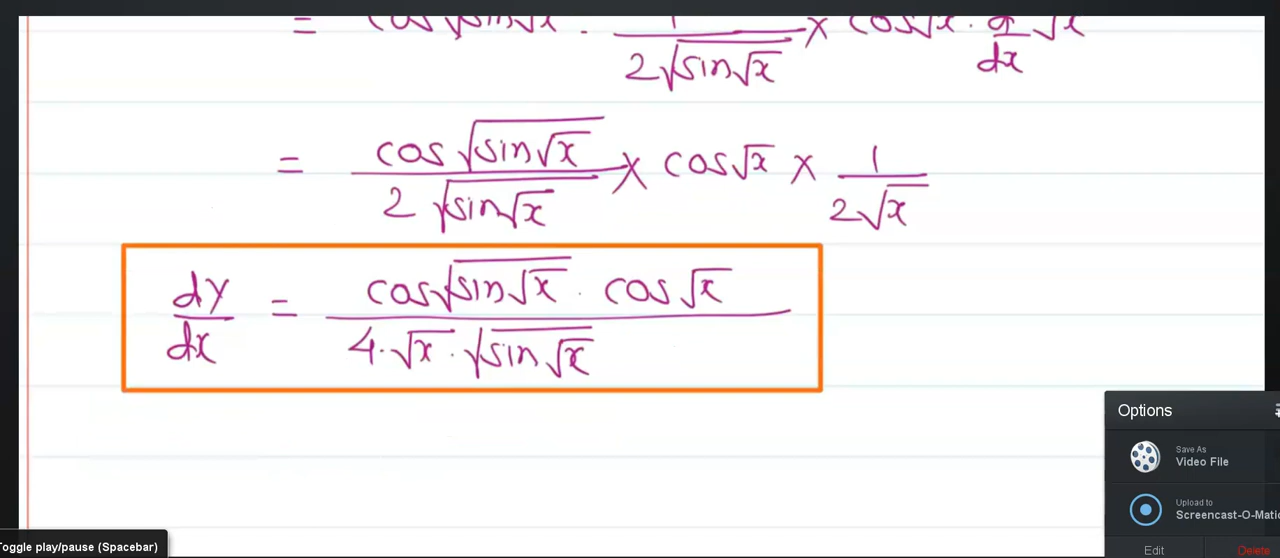 = cos√sin√x · 1/(2√sin√x) × cos√x · d/dx √x
= cos√(sin√x)/(2√(sin√x)) × cos√x × 1/(2√x)
dy/dx = cos√(sin√x) · cos√x/(4·√x·√(sin√x))
Options
Save As
Video File
Upload to
Screencast-O-Mati
Edit Delete
Toggle play/pause (Spacebar)